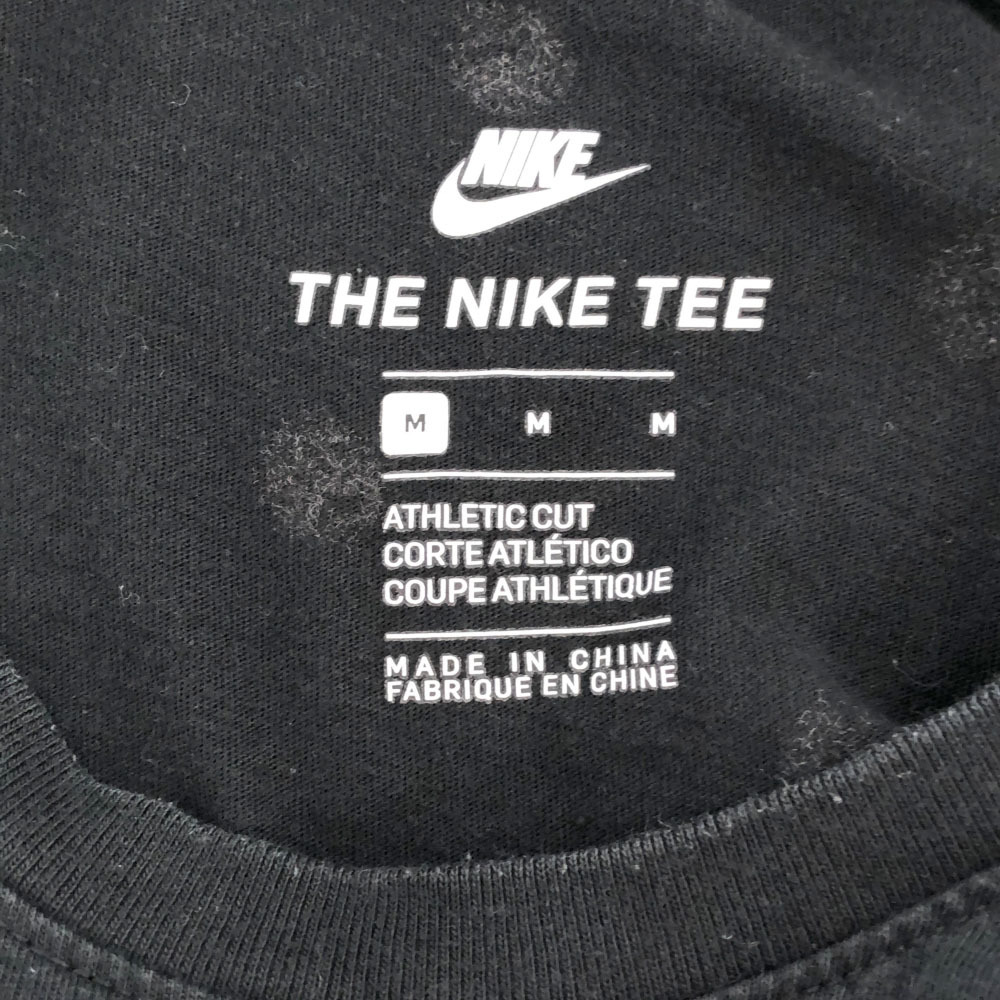 NIKE
THE NIKE TEE
M M M
ATHLETIC CUT
CORTE ATLÉTICO
COUPE ATHLÉTIQUE
MADE IN CHINA
FABRIQUE EN CHINE